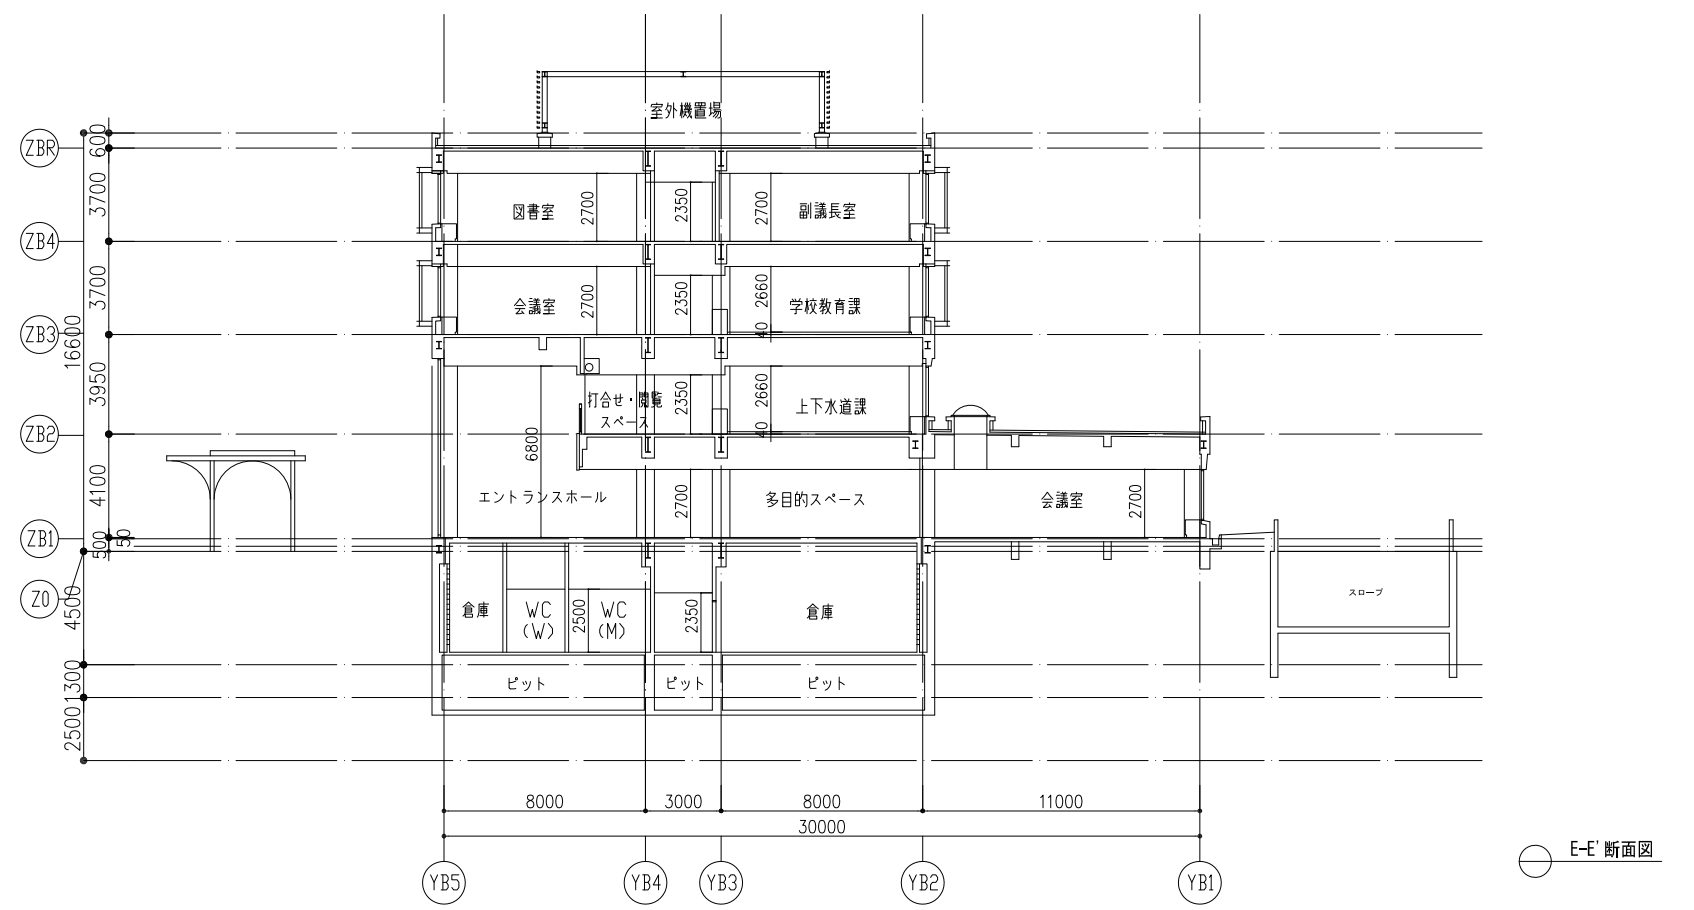 室外機置場
ZBR
600
3700
図書室
2700
2350
2700
副議長室
ZB4
3700
会議室
2700
2350
2660
40
学校教育課
ZB3
16600
3950
打合せ・閲覧
スペース
2350
2660
40
上下水道課
ZB2
6800
4100
エントランスホール
2700
多目的スペース
会議室
2700
ZB1
500
50
Z0
4500
倉庫
WC
(W)
2500
WC
(M)
2350
倉庫
スロープ
1300
ピット
ピット
ピット
2500
8000
3000
8000
11000
30000
YB5
YB4
YB3
YB2
YB1
E-E' 断面図